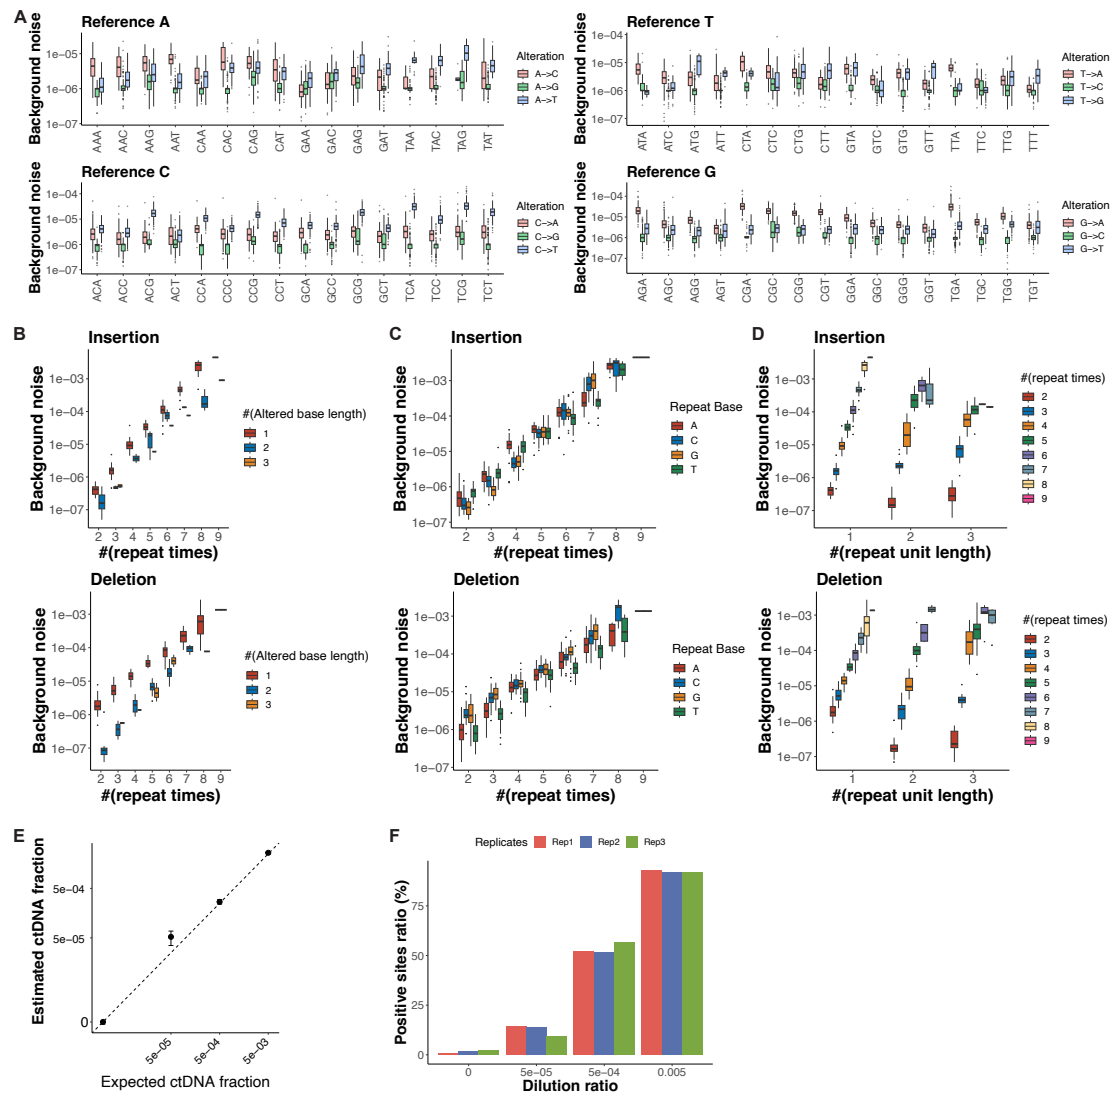 A
Reference A
Background noise
1e−05
1e−06
1e−07
AAA AAC AAG AAT CAA CAC CAG CAT GAA GAC GAG GAT TAA TAC TAG TAT
Alteration
A−>C
A−>G
A−>T
Reference T
Background noise
1e−04
1e−05
1e−06
1e−07
ATA ATC ATG ATT CTA CTC CTG CTT GTA GTC GTG GTT TTA TTC TTG TTT
Alteration
T−>A
T−>C
T−>G
Reference C
Background noise
1e−04
1e−05
1e−06
1e−07
ACA ACC ACG ACT CCA CCC CCG CCT GCA GCC GCG GCT TCA TCC TCG TCT
Alteration
C−>A
C−>G
C−>T
Reference G
Background noise
1e−04
1e−05
1e−06
1e−07
AGA AGC AGG AGT CGA CGC CGG CGT GGA GGC GGG GGT TGA TGC TGG TGT
Alteration
G−>A
G−>C
G−>T
B
Insertion
Background noise
1e−03
1e−04
1e−05
1e−06
1e−07
2 3 4 5 6 7 8 9
#(repeat times)
#(Altered base length)
1
2
3
Deletion
Background noise
1e−03
1e−04
1e−05
1e−06
1e−07
2 3 4 5 6 7 8 9
#(repeat times)
#(Altered base length)
1
2
3
C
Insertion
Background noise
1e−03
1e−04
1e−05
1e−06
1e−07
2 3 4 5 6 7 8 9
#(repeat times)
Repeat Base
A
C
G
T
Deletion
Background noise
1e−03
1e−04
1e−05
1e−06
1e−07
2 3 4 5 6 7 8 9
#(repeat times)
Repeat Base
A
C
G
T
D
Insertion
Background noise
1e−03
1e−04
1e−05
1e−06
1e−07
1 2 3
#(repeat unit length)
#(repeat times)
2
3
4
5
6
7
8
9
Deletion
Background noise
1e−03
1e−04
1e−05
1e−06
1e−07
1 2 3
#(repeat unit length)
#(repeat times)
2
3
4
5
6
7
8
9
E
Estimated ctDNA fraction
5e−04
5e−05
0
5e−05 5e−04 5e−03
Expected ctDNA fraction
F
Replicates Rep1 Rep2 Rep3
Positive sites ratio (%)
75
50
25
0
0 5e−05 5e−04 0.005
Dilution ratio